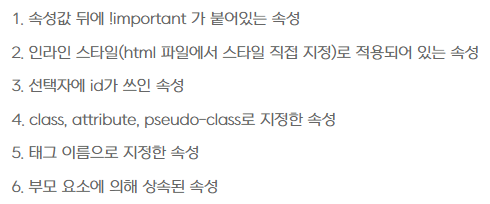 1. 속성값 뒤에 !important 가 붙어있는 속성
2. 인라인 스타일(html 파일에서 스타일 직접 지정)로 적용되어 있는 속성
3. 선택자에 id가 쓰인 속성
4. class, attribute, pseudo-class로 지정한 속성
5. 태그 이름으로 지정한 속성
6. 부모 요소에 의해 상속된 속성